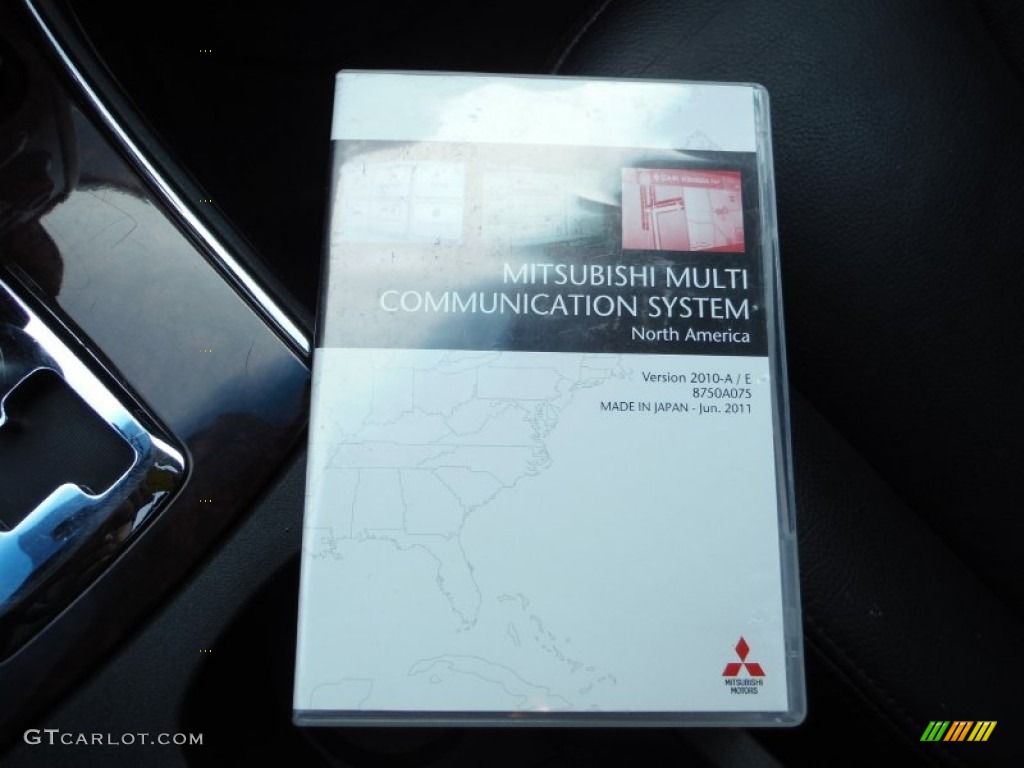 MITSUBISHI MULTI
COMMUNICATION SYSTEM
North America
Version 2010-A / E
8750A075
MADE IN JAPAN - Jun. 2011
MITSUBISHI
MOTORS
GTCARLOT.COM